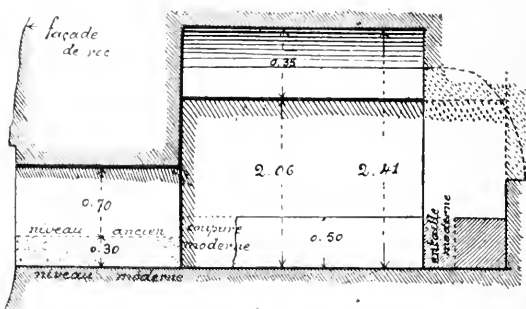 façade
de roc
0.35
2.06
2.41
0.70
niveau ancien
0.30
niveau moderne
coupure
moderne
0.50
entaille
moderne